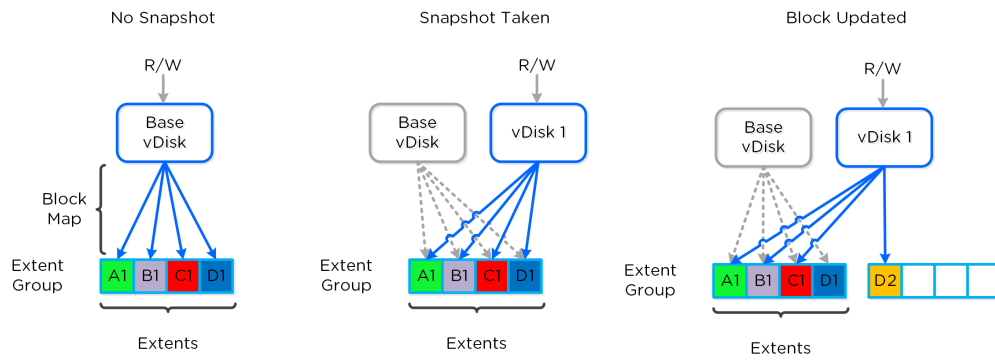 No Snapshot
Snapshot Taken
Block Updated
R/W
R/W
R/W
Base
vDisk
Base
vDisk
vDisk 1
Base
vDisk
vDisk 1
Block
Map
Extent
Group
A1 B1 C1 D1
Extent
Group
A1 B1 C1 D1
Extent
Group
A1 B1 C1 D1
D2
Extents
Extents
Extents